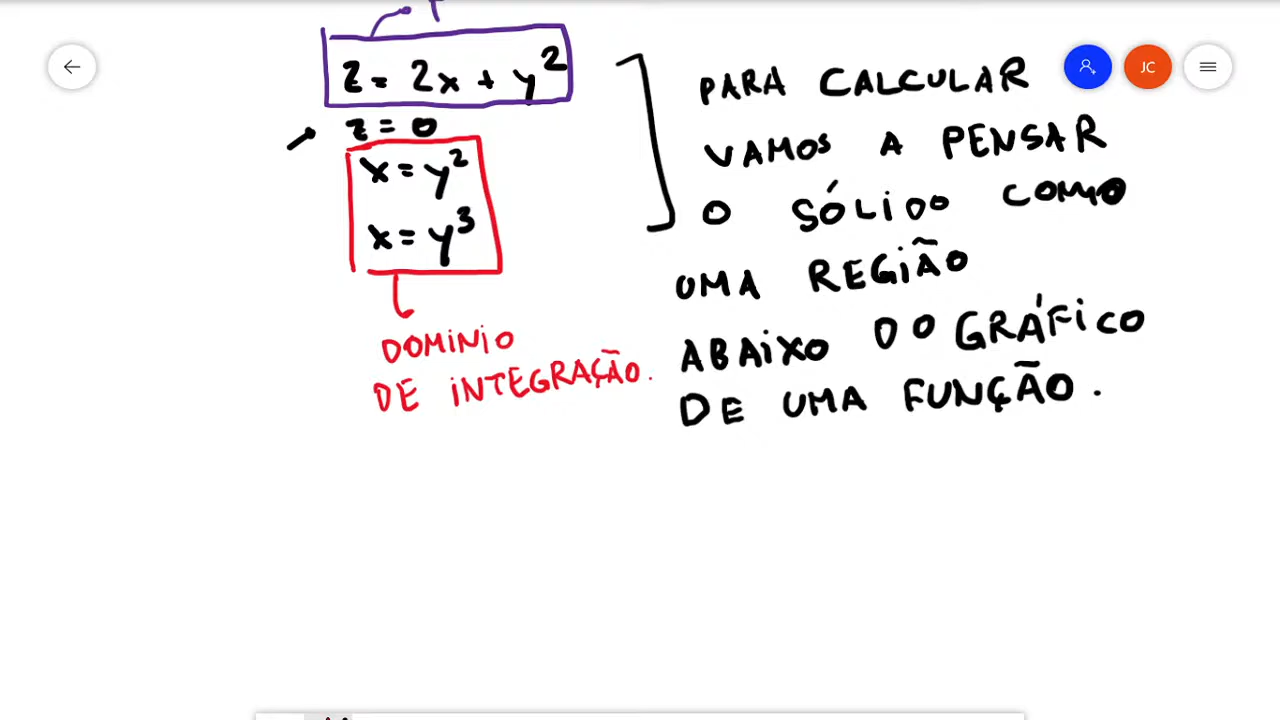 z = 2x + y²
z = 0
x = y²
x = y³
DOMINIO
DE INTEGRAÇÃO.
PARA CALCULAR
VAMOS A PENSAR
O SÓLIDO COMO
UMA REGIÃO
ABAIXO DO GRÁFICO
DE UMA FUNÇÃO.
JC